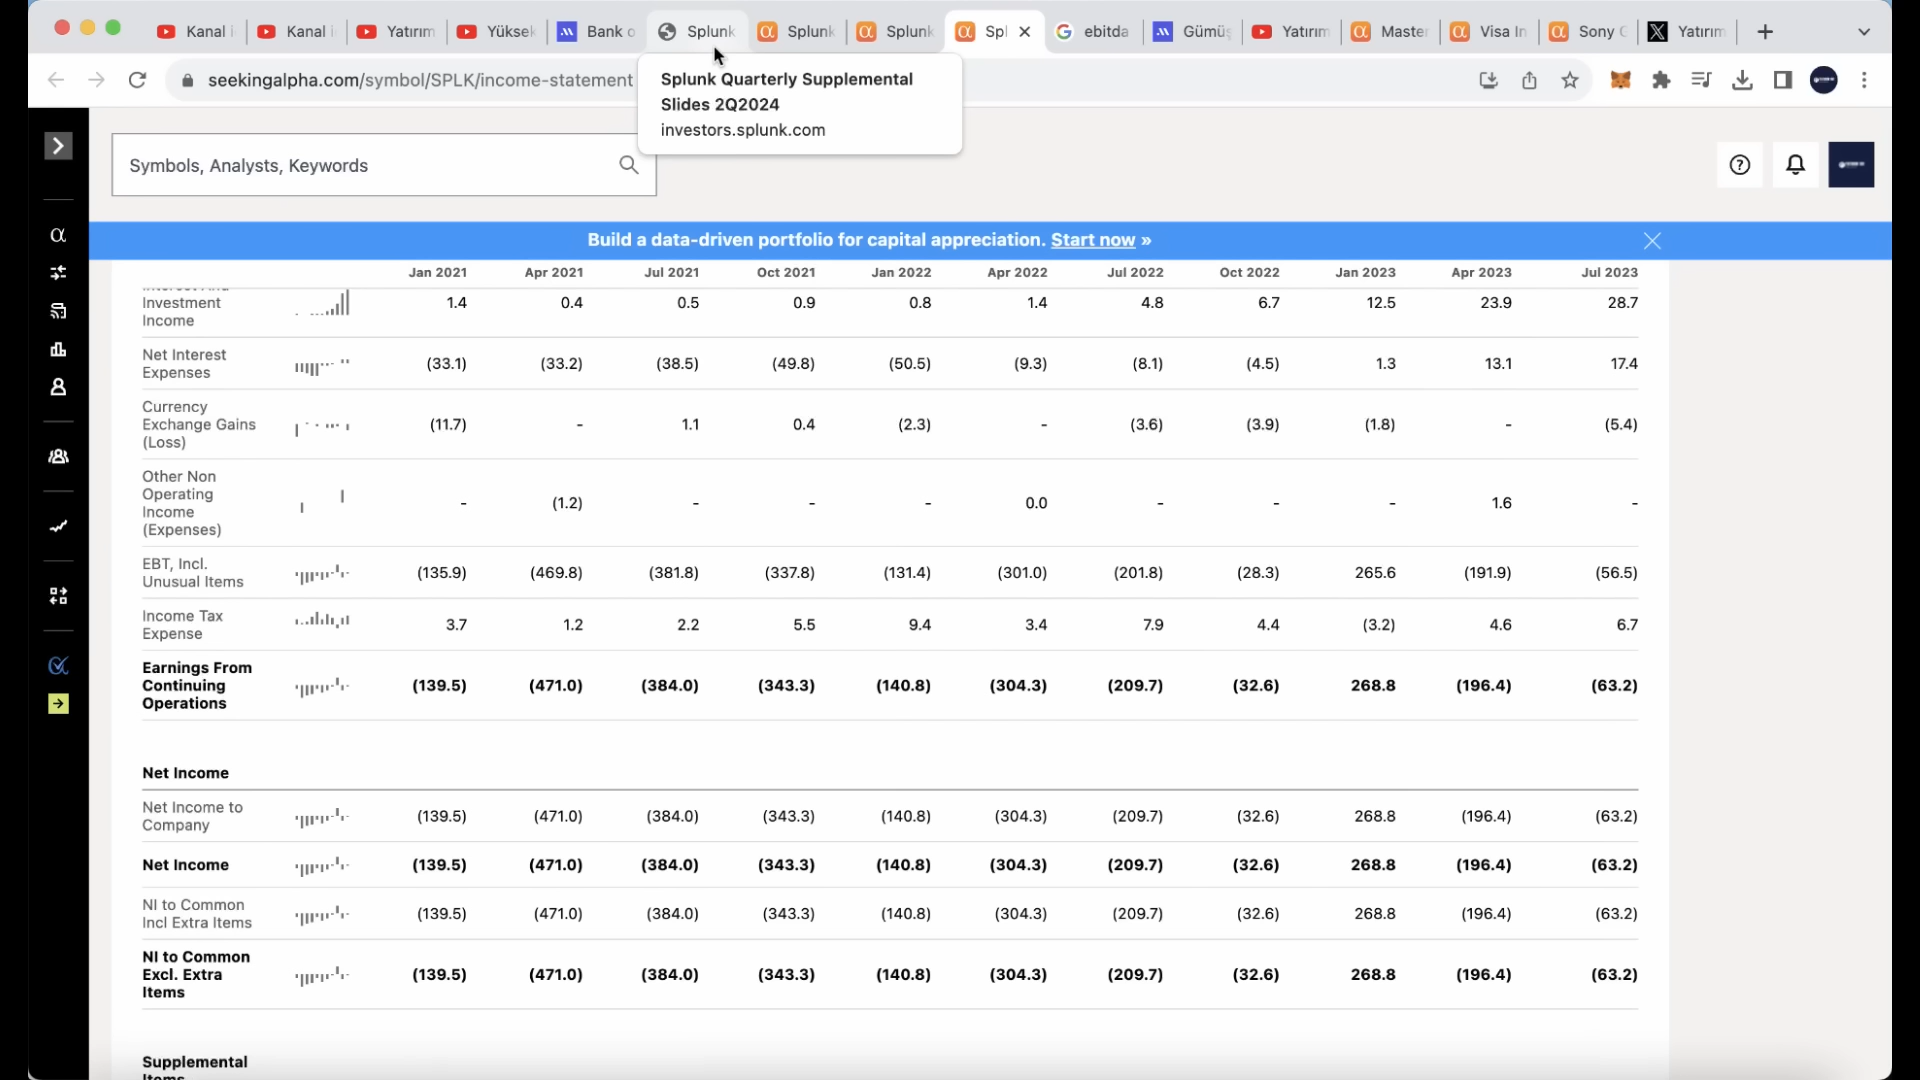 Kanal i
Kanal i
Yatırım
Yüksek
Bank o
Splunk
Splunk
Splunk
Spl
ebitda
Gümüş
Yatırım
Master
Visa In
Sony G
Yatırım
seekingalpha.com/symbol/SPLK/income-statement
Splunk Quarterly Supplemental
Slides 2Q2024
investors.splunk.com
Symbols, Analysts, Keywords
Build a data-driven portfolio for capital appreciation. Start now »
Jan 2021 Apr 2021 Jul 2021 Oct 2021 Jan 2022 Apr 2022 Jul 2022 Oct 2022 Jan 2023 Apr 2023 Jul 2023
Interest And
Investment
Income
1.4 0.4 0.5 0.9 0.8 1.4 4.8 6.7 12.5 23.9 28.7
Net Interest
Expenses
(33.1) (33.2) (38.5) (49.8) (50.5) (9.3) (8.1) (4.5) 1.3 13.1 17.4
Currency
Exchange Gains
(Loss)
(11.7) - 1.1 0.4 (2.3) - (3.6) (3.9) (1.8) - (5.4)
Other Non
Operating
Income
(Expenses)
- (1.2) - - - 0.0 - - - 1.6 -
EBT, Incl.
Unusual Items
(135.9) (469.8) (381.8) (337.8) (131.4) (301.0) (201.8) (28.3) 265.6 (191.9) (56.5)
Income Tax
Expense
3.7 1.2 2.2 5.5 9.4 3.4 7.9 4.4 (3.2) 4.6 6.7
Earnings From
Continuing
Operations
(139.5) (471.0) (384.0) (343.3) (140.8) (304.3) (209.7) (32.6) 268.8 (196.4) (63.2)
Net Income
Net Income to
Company
(139.5) (471.0) (384.0) (343.3) (140.8) (304.3) (209.7) (32.6) 268.8 (196.4) (63.2)
Net Income
(139.5) (471.0) (384.0) (343.3) (140.8) (304.3) (209.7) (32.6) 268.8 (196.4) (63.2)
NI to Common
Incl Extra Items
(139.5) (471.0) (384.0) (343.3) (140.8) (304.3) (209.7) (32.6) 268.8 (196.4) (63.2)
NI to Common
Excl. Extra
Items
(139.5) (471.0) (384.0) (343.3) (140.8) (304.3) (209.7) (32.6) 268.8 (196.4) (63.2)
Supplemental
Items